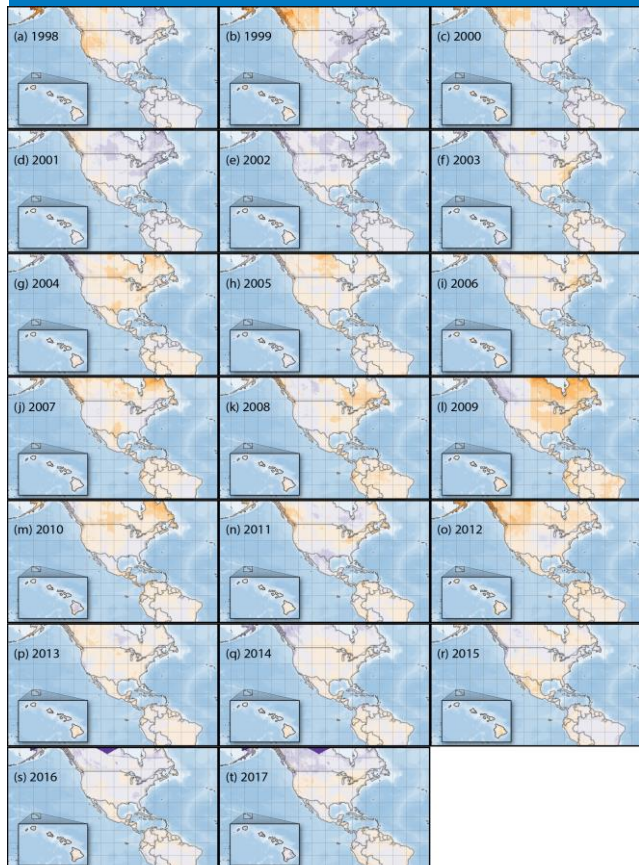 (a) 1998
(b) 1999
(c) 2000
(d) 2001
(e) 2002
(f) 2003
(g) 2004
(h) 2005
(i) 2006
(j) 2007
(k) 2008
(l) 2009
(m) 2010
(n) 2011
(o) 2012
(p) 2013
(q) 2014
(r) 2015
(s) 2016
(t) 2017